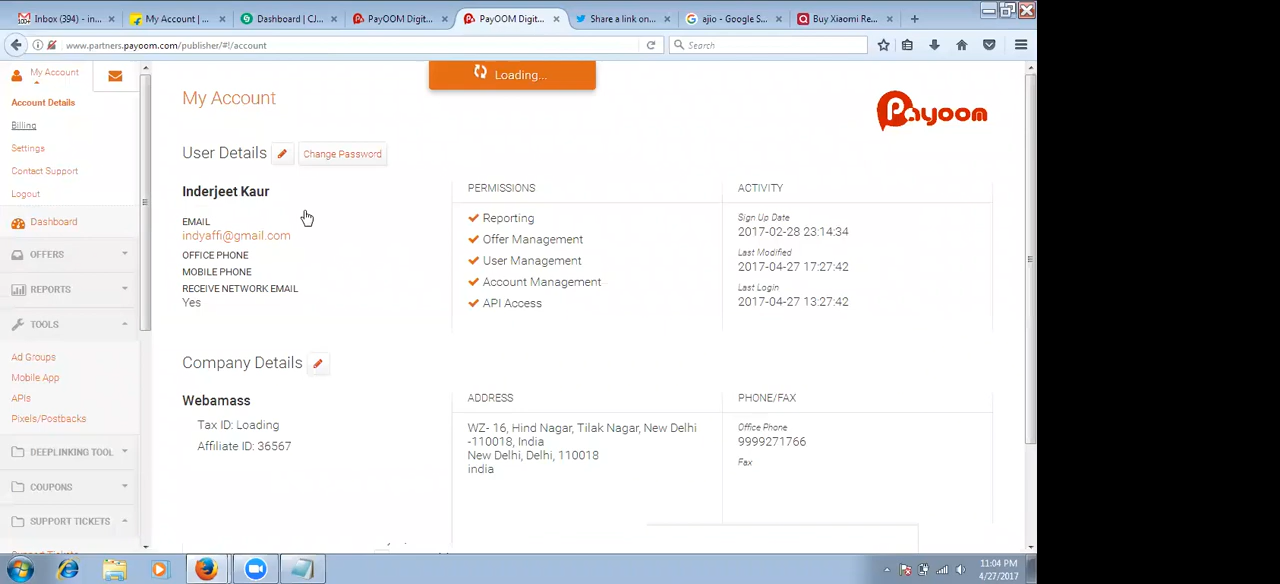 Inbox (394) - in...
My Account | ...
Dashboard | CJ...
PayOOM Digit...
PayOOM Digit...
Share a link on...
ajio - Google S...
Buy Xiaomi Re...
www.partners.payoom.com/publisher/#!/account
Search
My Account
Account Details
Billing
Settings
Contact Support
Logout
Dashboard
OFFERS
REPORTS
TOOLS
Ad Groups
Mobile App
APIs
Pixels/Postbacks
DEEPLINKING TOOL
COUPONS
SUPPORT TICKETS
Loading...
My Account
Payoom
User Details
Change Password
Inderjeet Kaur
EMAIL
indyaffi@gmail.com
OFFICE PHONE
MOBILE PHONE
RECEIVE NETWORK EMAIL
Yes
PERMISSIONS
Reporting
Offer Management
User Management
Account Management
API Access
ACTIVITY
Sign Up Date
2017-02-28 23:14:34
Last Modified
2017-04-27 17:27:42
Last Login
2017-04-27 13:27:42
Company Details
Webamass
Tax ID: Loading
Affiliate ID: 36567
ADDRESS
WZ- 16, Hind Nagar, Tilak Nagar, New Delhi
-110018, India
New Delhi, Delhi, 110018
india
PHONE/FAX
Office Phone
9999271766
Fax
11:04 PM
4/27/2017